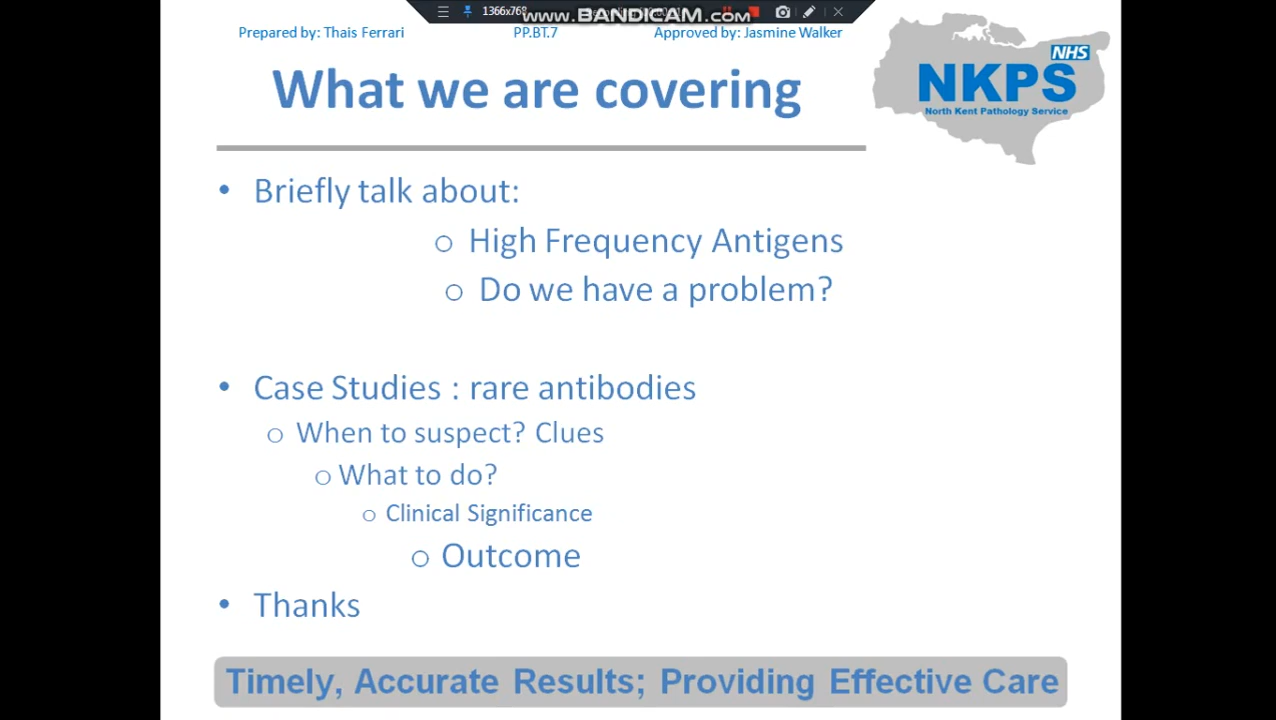 1366x768
www.BANDICAM.com
Prepared by: Thais Ferrari
PP.BT.7
Approved by: Jasmine Walker
NHS
NKPS
North Kent Pathology Service
What we are covering
• Briefly talk about:
o High Frequency Antigens
o Do we have a problem?
• Case Studies : rare antibodies
o When to suspect? Clues
o What to do?
o Clinical Significance
o Outcome
• Thanks
Timely, Accurate Results; Providing Effective Care